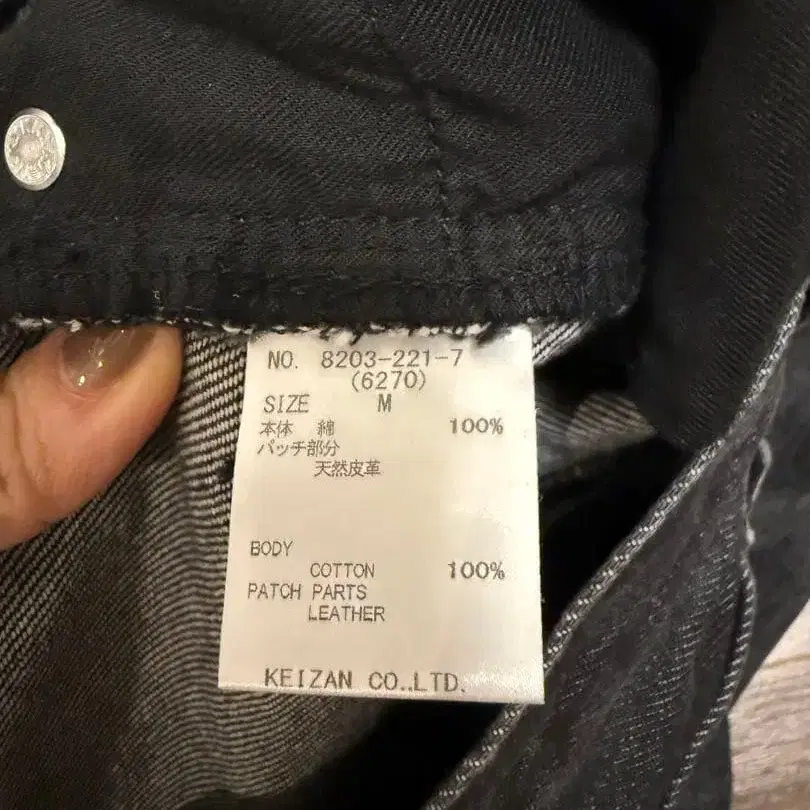 NO. 8203-221-7
(6270)
SIZE M
本体 綿 100%
パッチ部分
天然皮革
BODY
COTTON 100%
PATCH PARTS
LEATHER
KEIZAN CO.,LTD.